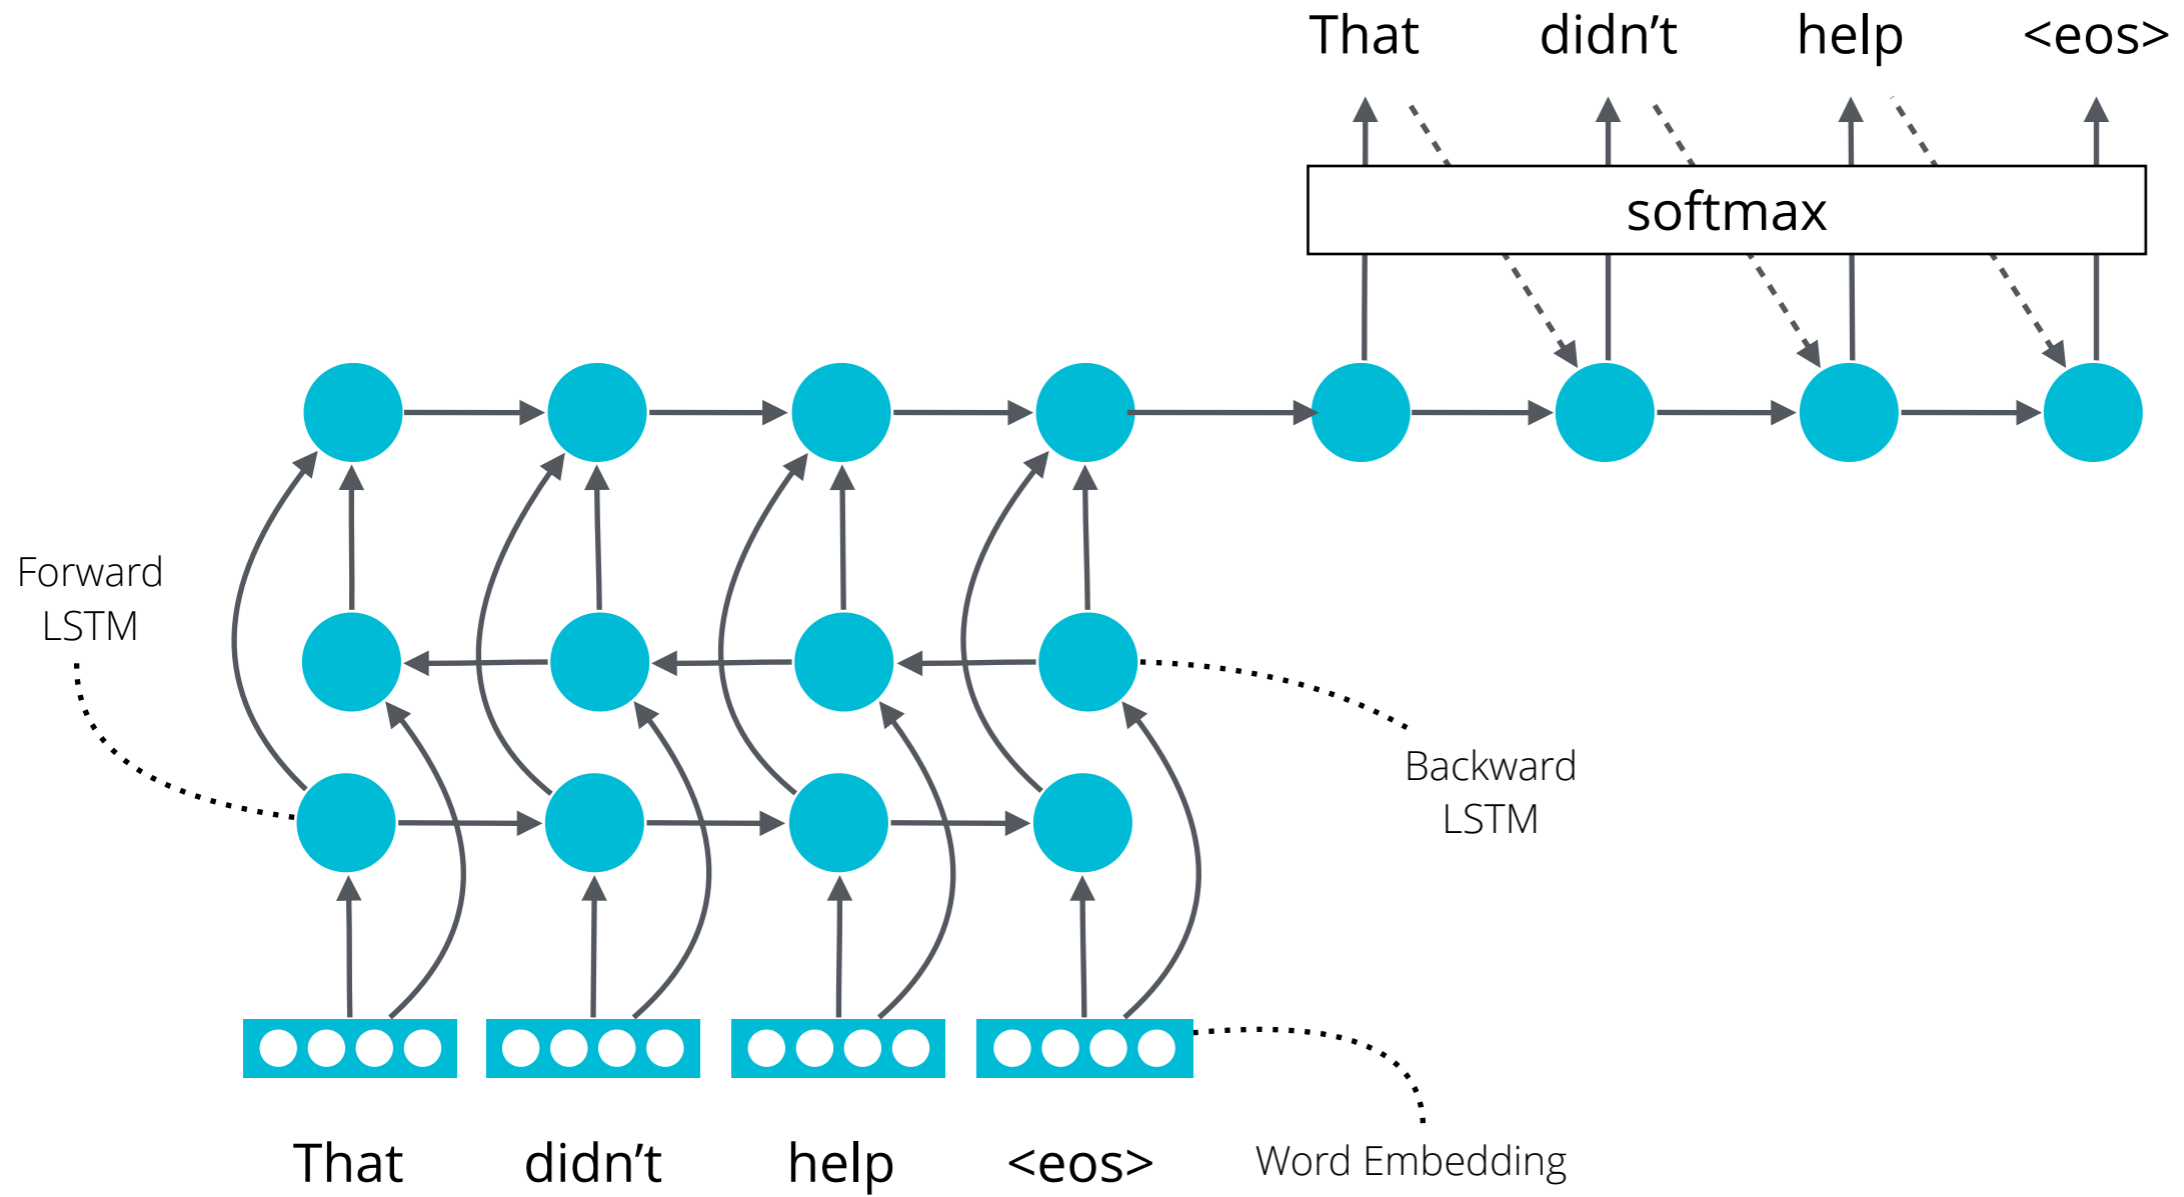 That didn’t help <eos>
softmax
Forward
LSTM
Backward
LSTM
That didn’t help <eos>
Word Embedding